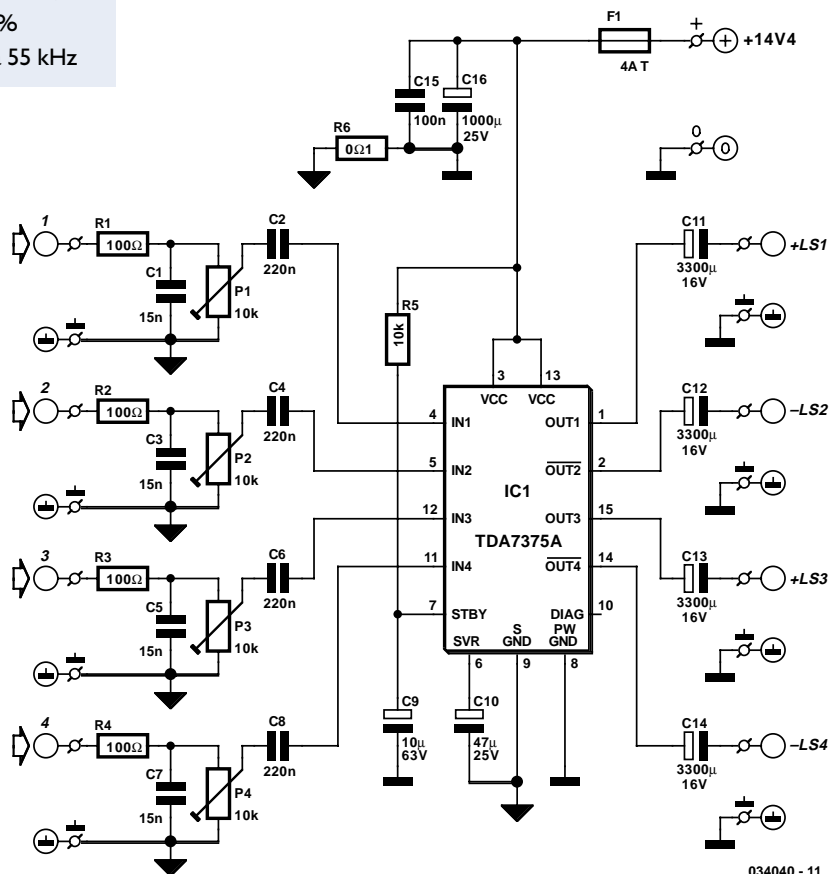 %
55 kHz
F1
4A T
+
+14V4
C15
100n
C16
1000µ
25V
R6
0Ω1
0
0
1
R1
100Ω
C1
15n
P1
10k
C2
220n
R5
10k
C11
3300µ
16V
+LS1
2
R2
100Ω
C3
15n
P2
10k
C4
220n
3
13
VCC
VCC
4
IN1
OUT1
1
5
IN2
OUT2
2
12
IN3
OUT3
15
11
IN4
OUT4
14
7
STBY
DIAG
10
IC1
TDA7375A
SVR
S
GND
PW
GND
6
9
8
C12
3300µ
16V
–LS2
3
R3
100Ω
C5
15n
P3
10k
C6
220n
C13
3300µ
16V
+LS3
4
R4
100Ω
C7
15n
P4
10k
C8
220n
C9
10µ
63V
C10
47µ
25V
C14
3300µ
16V
–LS4
034040 - 11